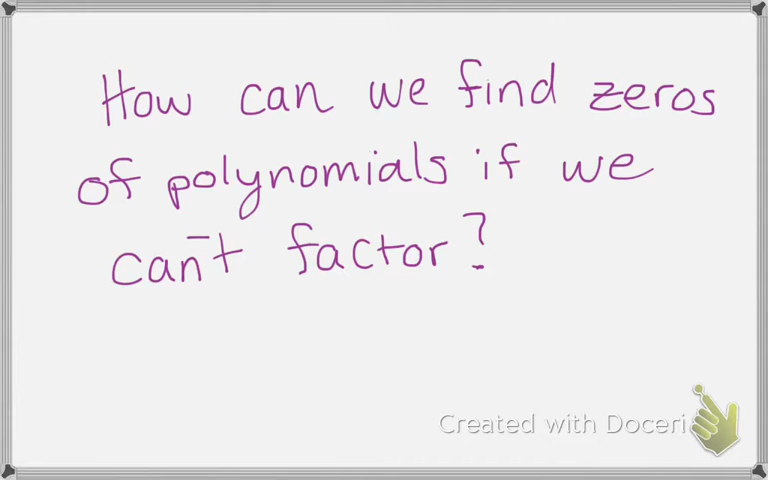 How can we find zeros
of polynomials if we
can't factor?
Created with Doceri